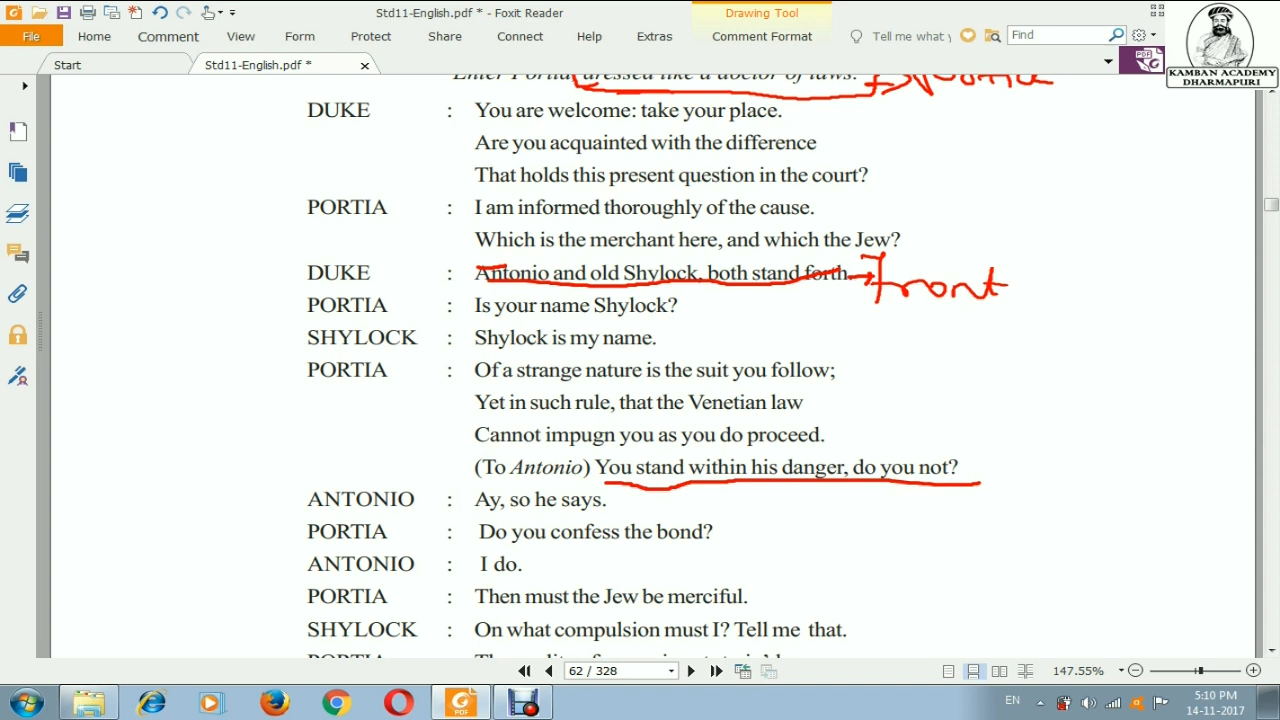 Std11-English.pdf * - Foxit Reader
Drawing Tool
File Home Comment View Form Protect Share Connect Help Extras Comment Format Tell me what y Find
Start Std11-English.pdf * x
KAMBAN ACADEMY
DHARMAPURI
Enter Portia dressed like a doctor of laws.
DUKE : You are welcome: take your place.
Are you acquainted with the difference
That holds this present question in the court?
PORTIA : I am informed thoroughly of the cause.
Which is the merchant here, and which the Jew?
DUKE : Antonio and old Shylock, both stand forth. front
PORTIA : Is your name Shylock?
SHYLOCK : Shylock is my name.
PORTIA : Of a strange nature is the suit you follow;
Yet in such rule, that the Venetian law
Cannot impugn you as you do proceed.
(To Antonio) You stand within his danger, do you not?
ANTONIO : Ay, so he says.
PORTIA : Do you confess the bond?
ANTONIO : I do.
PORTIA : Then must the Jew be merciful.
SHYLOCK : On what compulsion must I? Tell me that.
62 / 328 147.55%
EN 5:10 PM
14-11-2017